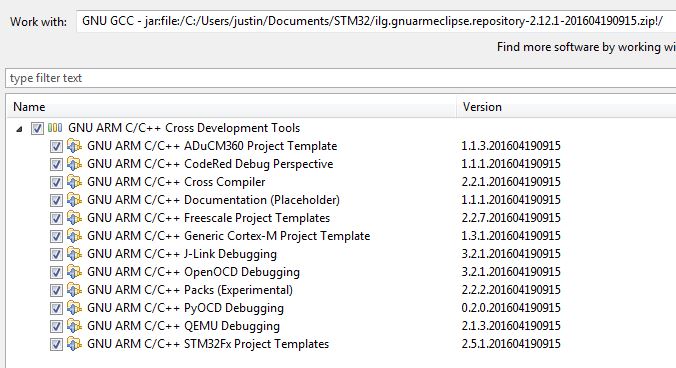 Work with: GNU GCC - jar:file:/C:/Users/justin/Documents/STM32/ilg.gnuarmeclipse.repository-2.12.1-201604190915.zip!/
Find more software by working wi
type filter text
Name Version
GNU ARM C/C++ Cross Development Tools
GNU ARM C/C++ ADuCM360 Project Template 1.1.3.201604190915
GNU ARM C/C++ CodeRed Debug Perspective 1.1.1.201604190915
GNU ARM C/C++ Cross Compiler 2.2.1.201604190915
GNU ARM C/C++ Documentation (Placeholder) 1.1.1.201604190915
GNU ARM C/C++ Freescale Project Templates 2.2.7.201604190915
GNU ARM C/C++ Generic Cortex-M Project Template 1.3.1.201604190915
GNU ARM C/C++ J-Link Debugging 3.2.1.201604190915
GNU ARM C/C++ OpenOCD Debugging 3.2.1.201604190915
GNU ARM C/C++ Packs (Experimental) 2.2.2.201604190915
GNU ARM C/C++ PyOCD Debugging 0.2.0.201604190915
GNU ARM C/C++ QEMU Debugging 2.1.3.201604190915
GNU ARM C/C++ STM32Fx Project Templates 2.5.1.201604190915